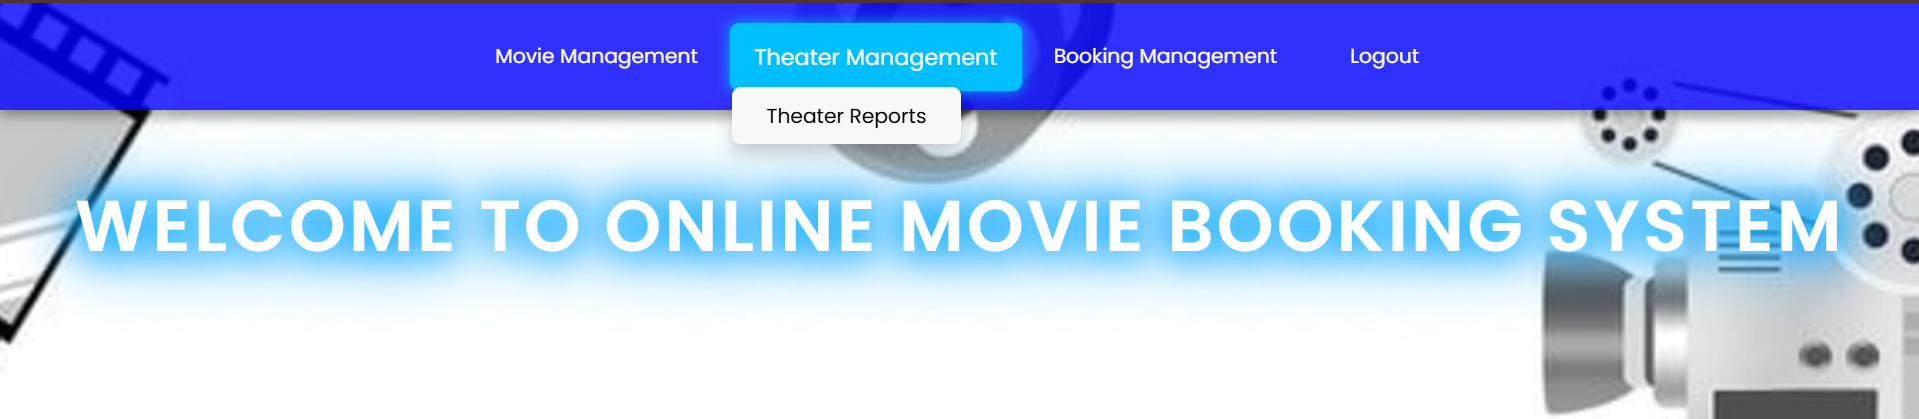 Movie Management Theater Management Booking Management Logout
Theater Reports
WELCOME TO ONLINE MOVIE BOOKING SYSTEM